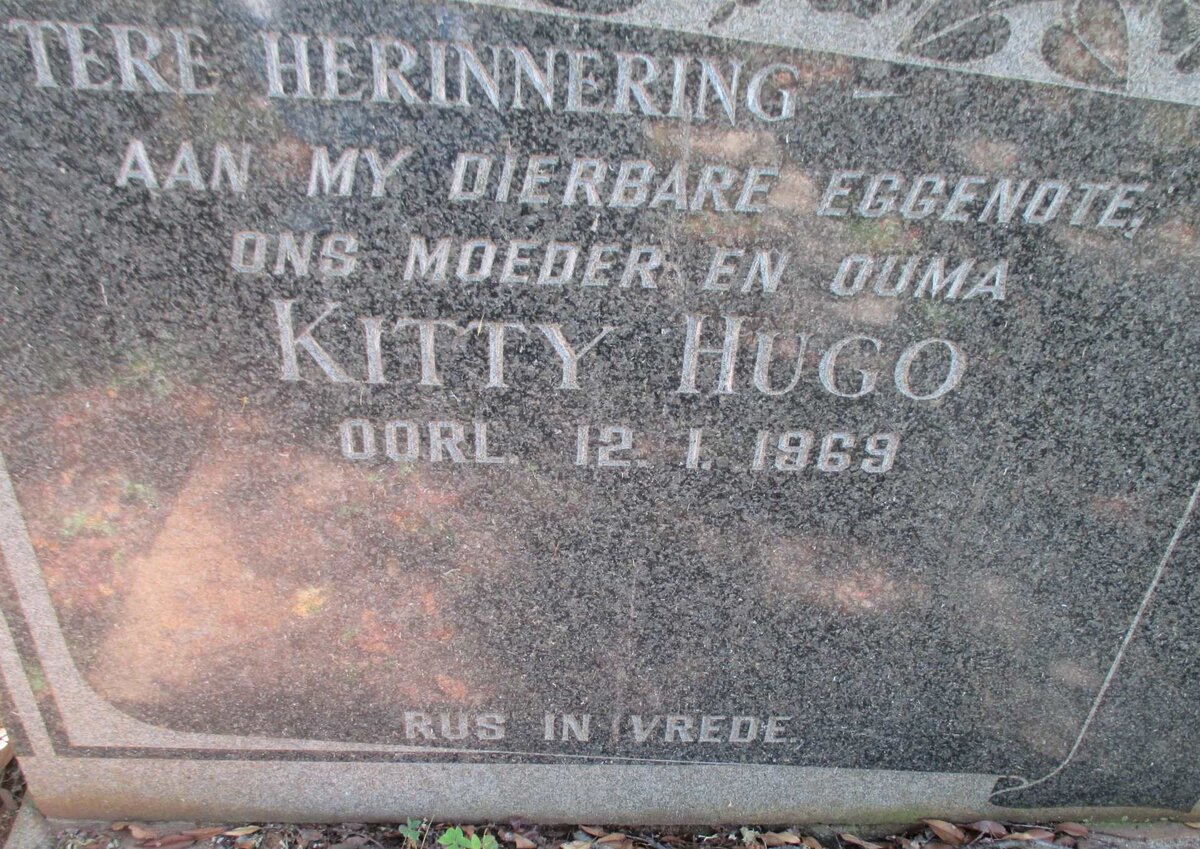 TERE HERINNERING –
AAN MY DIERBARE EGGENOTE,
ONS MOEDER EN OUMA
KITTY HUGO
OORL. 12. 1. 1969
RUS IN VREDE.